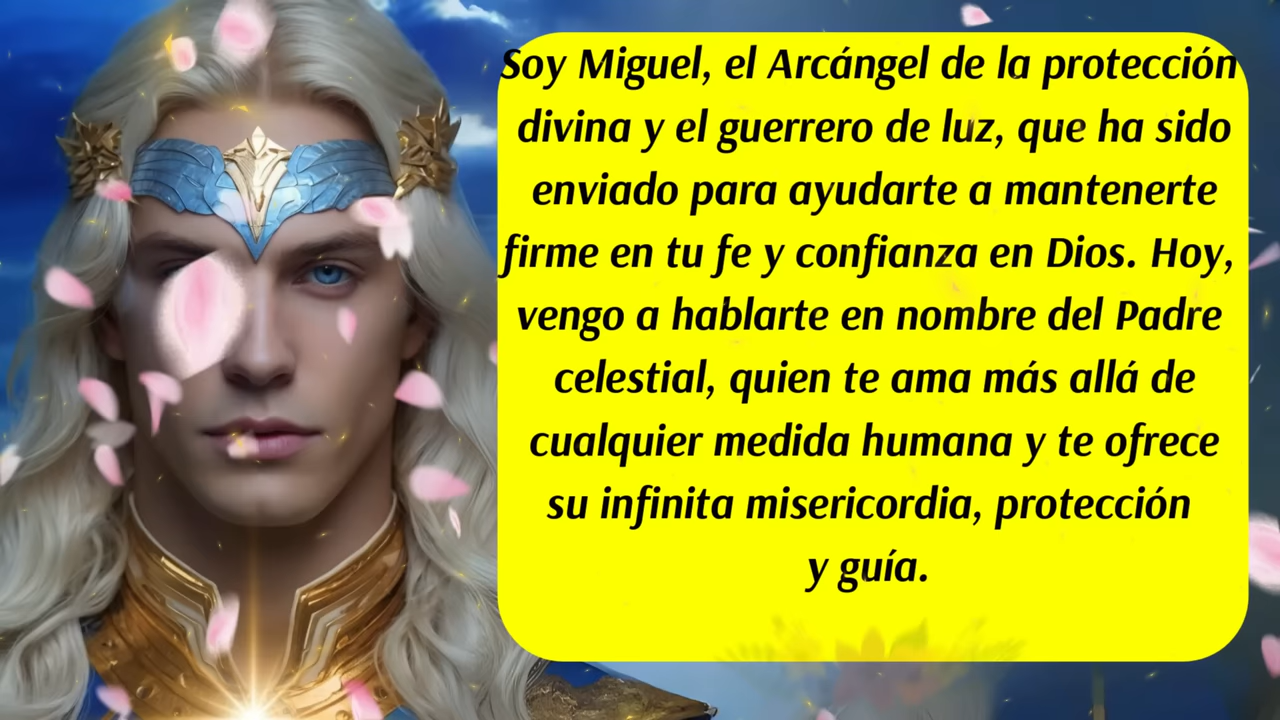 Soy Miguel, el Arcángel de la protección
divina y el guerrero de luz, que ha sido
enviado para ayudarte a mantenerte
firme en tu fe y confianza en Dios. Hoy,
vengo a hablarte en nombre del Padre
celestial, quien te ama más allá de
cualquier medida humana y te ofrece
su infinita misericordia, protección
y guía.